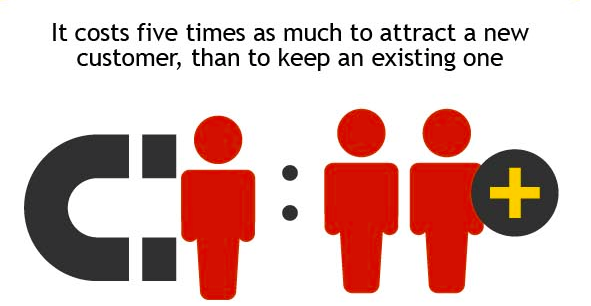 It costs five times as much to attract a new
customer, than to keep an existing one